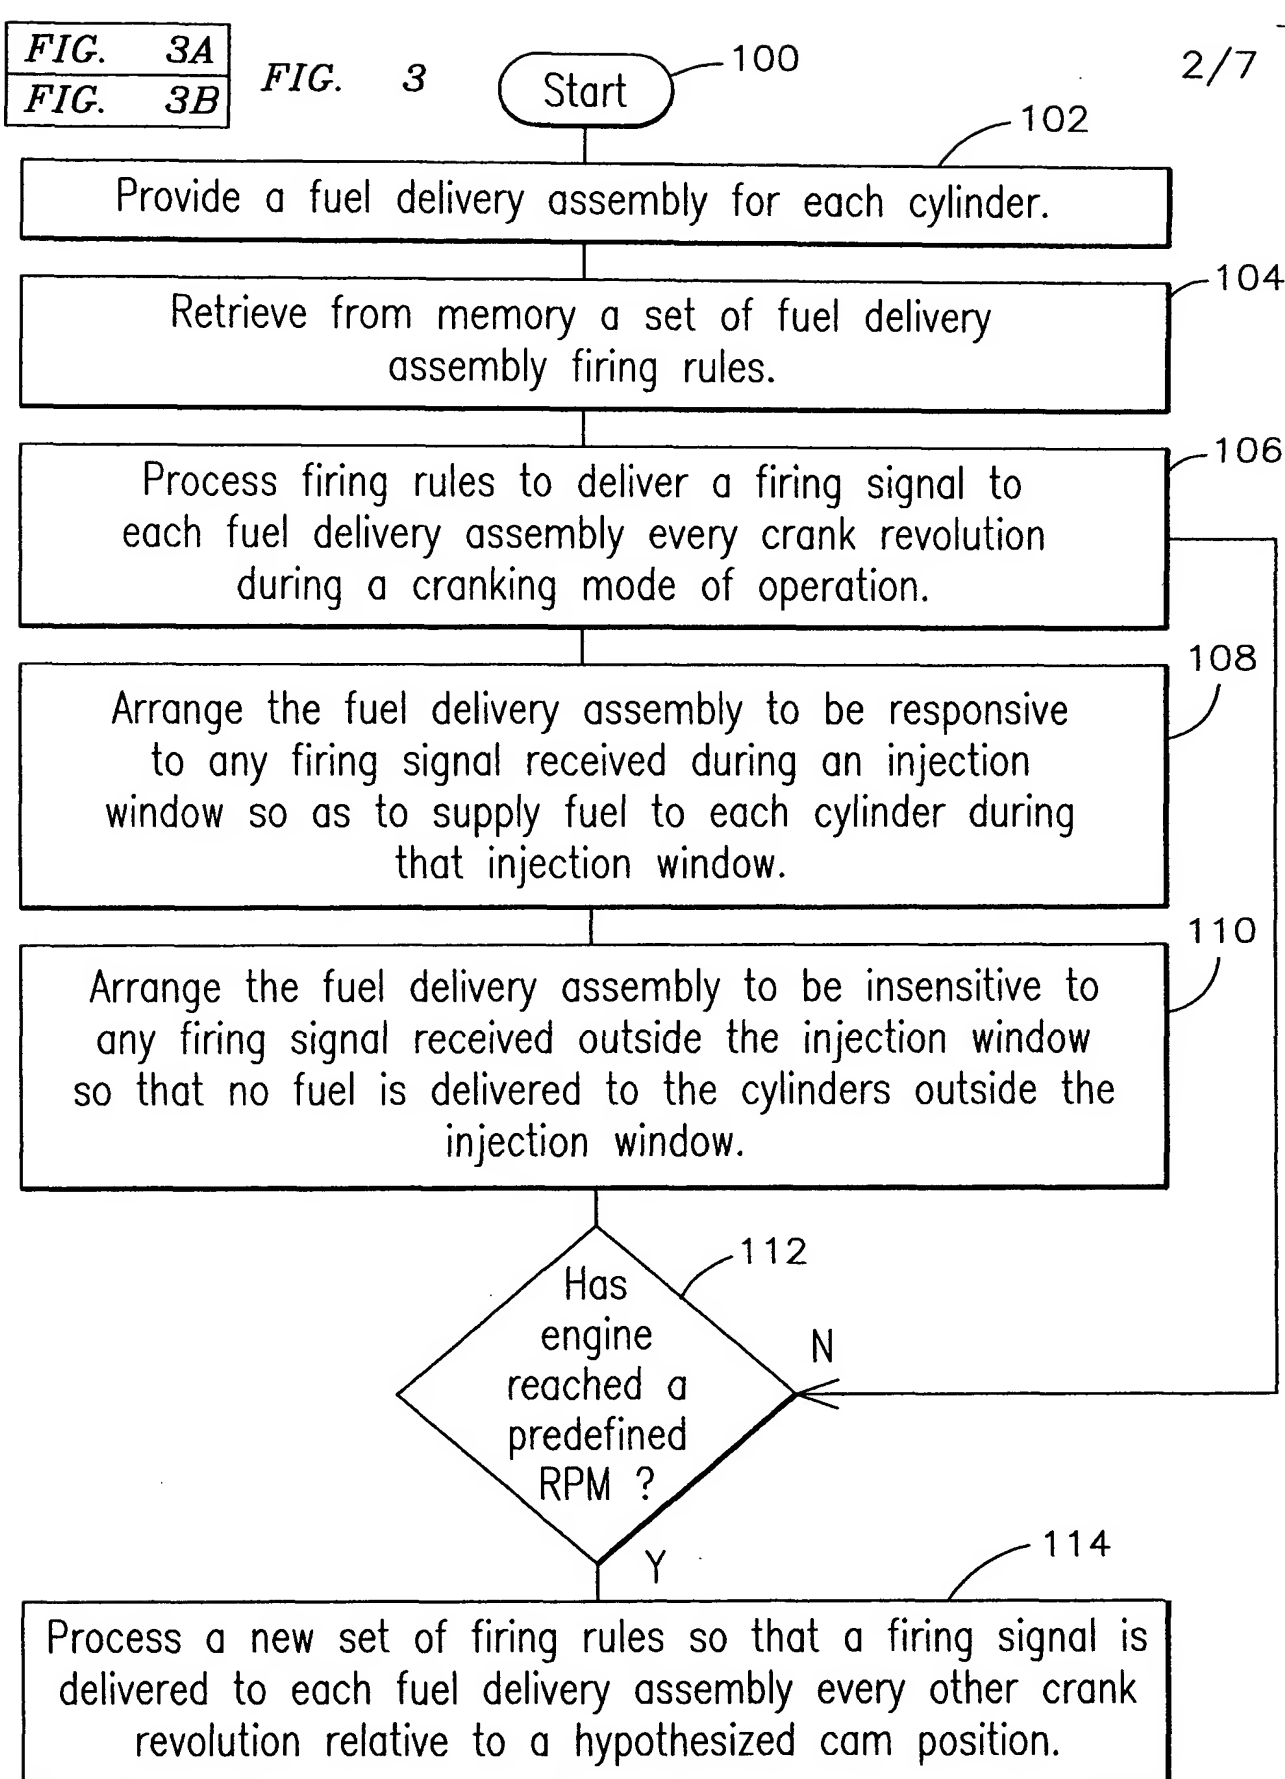 FIG. 3A
FIG. 3B
FIG. 3
Start
100
2/7
102
Provide a fuel delivery assembly for each cylinder.
104
Retrieve from memory a set of fuel delivery
assembly firing rules.
106
Process firing rules to deliver a firing signal to
each fuel delivery assembly every crank revolution
during a cranking mode of operation.
108
Arrange the fuel delivery assembly to be responsive
to any firing signal received during an injection
window so as to supply fuel to each cylinder during
that injection window.
110
Arrange the fuel delivery assembly to be insensitive to
any firing signal received outside the injection window
so that no fuel is delivered to the cylinders outside the
injection window.
112
Has
engine
reached a
predefined
RPM ?
N
Y
114
Process a new set of firing rules so that a firing signal is
delivered to each fuel delivery assembly every other crank
revolution relative to a hypothesized cam position.